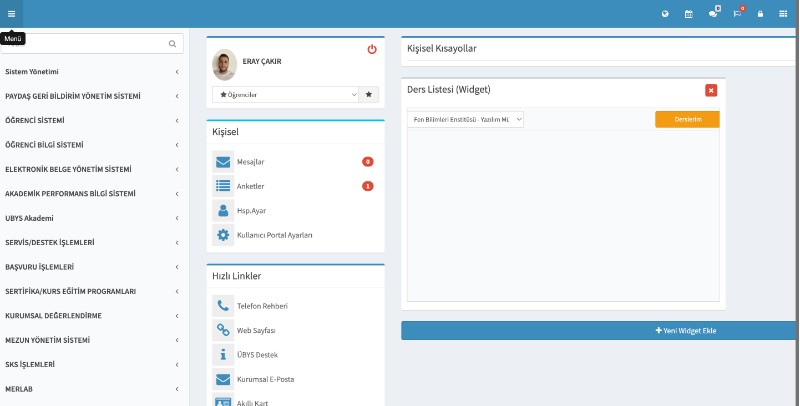 Menü
Sistem Yönetimi
PAYDAŞ GERİ BİLDİRİM YÖNETİM SİSTEMİ
ÖĞRENCİ SİSTEMİ
ÖĞRENCİ BİLGİ SİSTEMİ
ELEKTRONİK BELGE YÖNETİM SİSTEMİ
AKADEMİK PERFORMANS BİLGİ SİSTEMİ
UBYS Akademi
SERVİS/DESTEK İŞLEMLERİ
BAŞVURU İŞLEMLERİ
SERTİFİKA/KURS EĞİTİM PROGRAMLARI
KURUMSAL DEĞERLENDİRME
MEZUN YÖNETİM SİSTEMİ
SKS İŞLEMLERİ
MERLAB
ERAY ÇAKIR
Öğrenciler
Kişisel
Mesajlar 0
Anketler 1
Hsp.Ayar
Kullanıcı Portal Ayarları
Hızlı Linkler
Telefon Rehberi
Web Sayfası
ÜBYS Destek
Kurumsal E-Posta
Akıllı Kart
0 0
Kişisel Kısayollar
Ders Listesi (Widget)
Fen Bilimleri Enstitüsü - Yazılım Mü
Derslerim
Yeni Widget Ekle